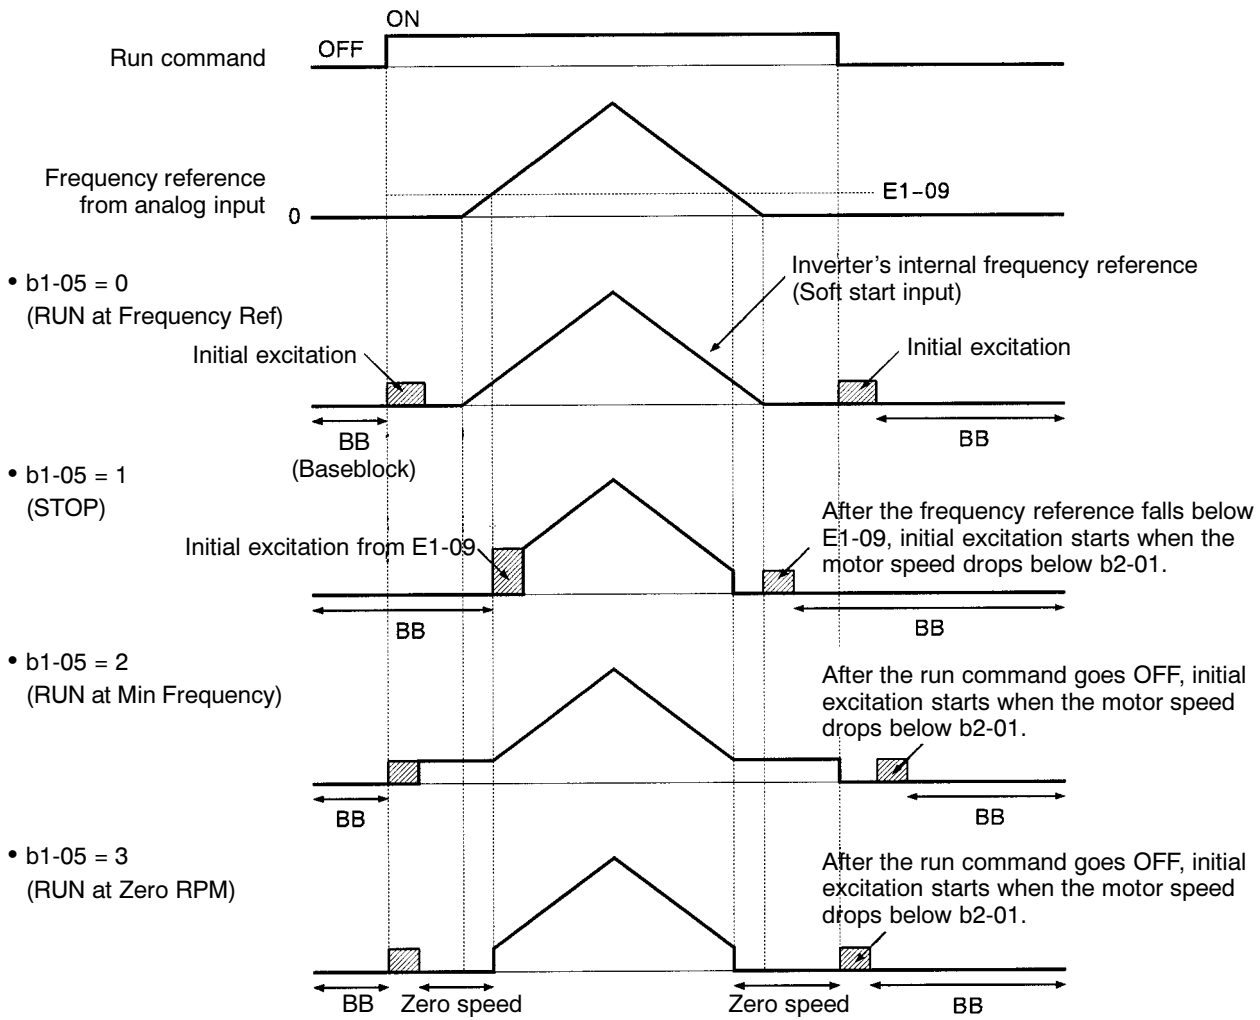 ON
OFF
Run command
Frequency reference
from analog input
0
E1-09
• b1-05 = 0
(RUN at Frequency Ref)
Inverter's internal frequency reference
(Soft start input)
Initial excitation
Initial excitation
BB
(Baseblock)
BB
• b1-05 = 1
(STOP)
After the frequency reference falls below
E1-09, initial excitation starts when the
motor speed drops below b2-01.
Initial excitation from E1-09
BB
BB
• b1-05 = 2
(RUN at Min Frequency)
After the run command goes OFF, initial
excitation starts when the motor speed
drops below b2-01.
BB
BB
• b1-05 = 3
(RUN at Zero RPM)
After the run command goes OFF, initial
excitation starts when the motor speed
drops below b2-01.
BB
Zero speed
Zero speed
BB